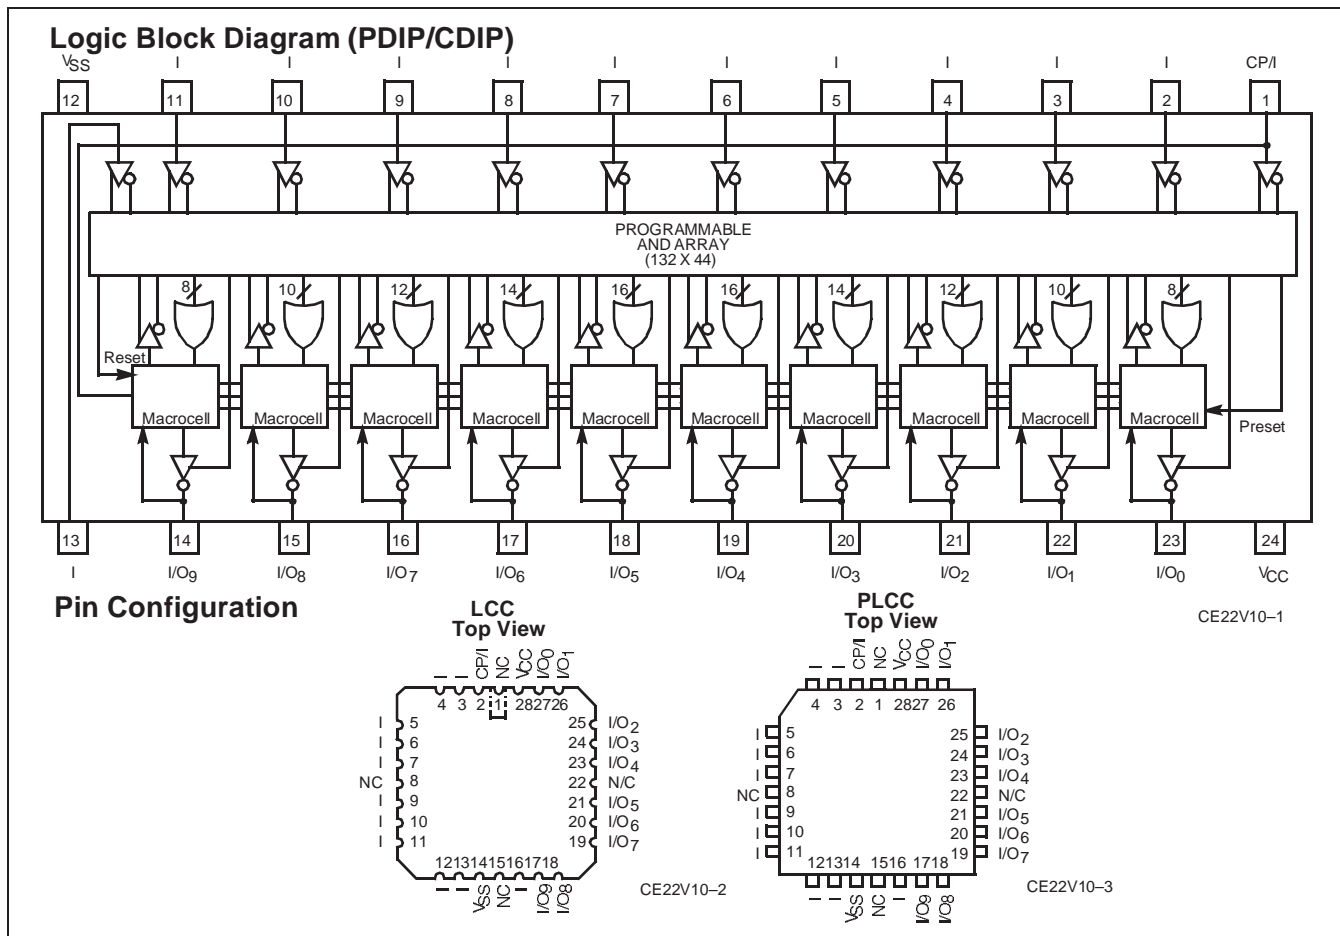 Logic Block Diagram (PDIP/CDIP)
VSS I I I I I I I I I I CP/I
12 11 10 9 8 7 6 5 4 3 2 1
PROGRAMMABLE
AND ARRAY
(132 X 44)
8 10 12 14 16 16 14 12 10 8
Reset
Macrocell Macrocell Macrocell Macrocell Macrocell Macrocell Macrocell Macrocell Macrocell Macrocell
Preset
13 14 15 16 17 18 19 20 21 22 23 24
I I/O9 I/O8 I/O7 I/O6 I/O5 I/O4 I/O3 I/O2 I/O1 I/O0 VCC
CE22V10–1
Pin Configuration
LCC
Top View
I I CP/I NC VCC I/O0 I/O1
4 3 2 1 28 27 26
I 5 25 I/O2
I 6 24 I/O3
I 7 23 I/O4
NC 8 22 N/C
I 9 21 I/O5
I 10 20 I/O6
I 11 19 I/O7
12 13 14 15 16 17 18
I I VSS NC I I/O9 I/O8
CE22V10–2
PLCC
Top View
I I CP/I NC VCC I/O0 I/O1
4 3 2 1 28 27 26
I 5 25 I/O2
I 6 24 I/O3
I 7 23 I/O4
NC 8 22 N/C
I 9 21 I/O5
I 10 20 I/O6
I 11 19 I/O7
12 13 14 15 16 17 18
I I VSS NC I I/O9 I/O8
CE22V10–3